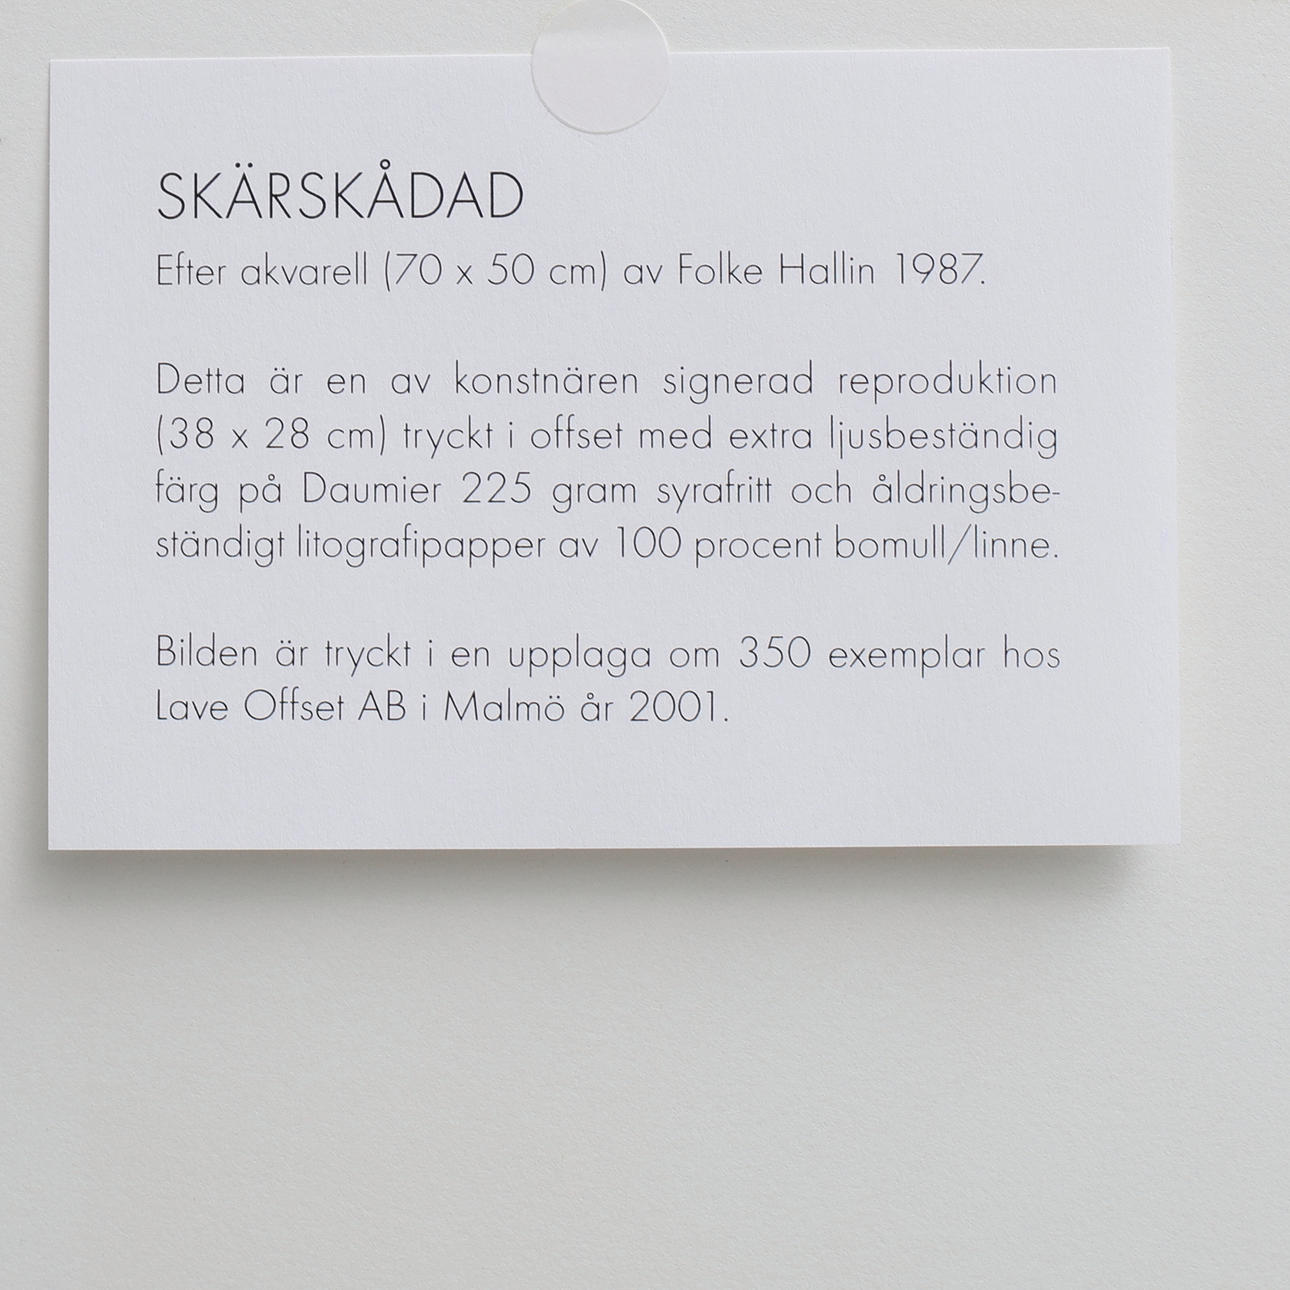 SKÄRSKÅDAD
Efter akvarell (70 x 50 cm) av Folke Hallin 1987.
Detta är en av konstnären signerad reproduktion
(38 x 28 cm) tryckt i offset med extra ljusbeständig
färg på Daumier 225 gram syrafritt och åldringsbe-
ständigt litografipapper av 100 procent bomull/linne.
Bilden är tryckt i en upplaga om 350 exemplar hos
Lave Offset AB i Malmö år 2001.